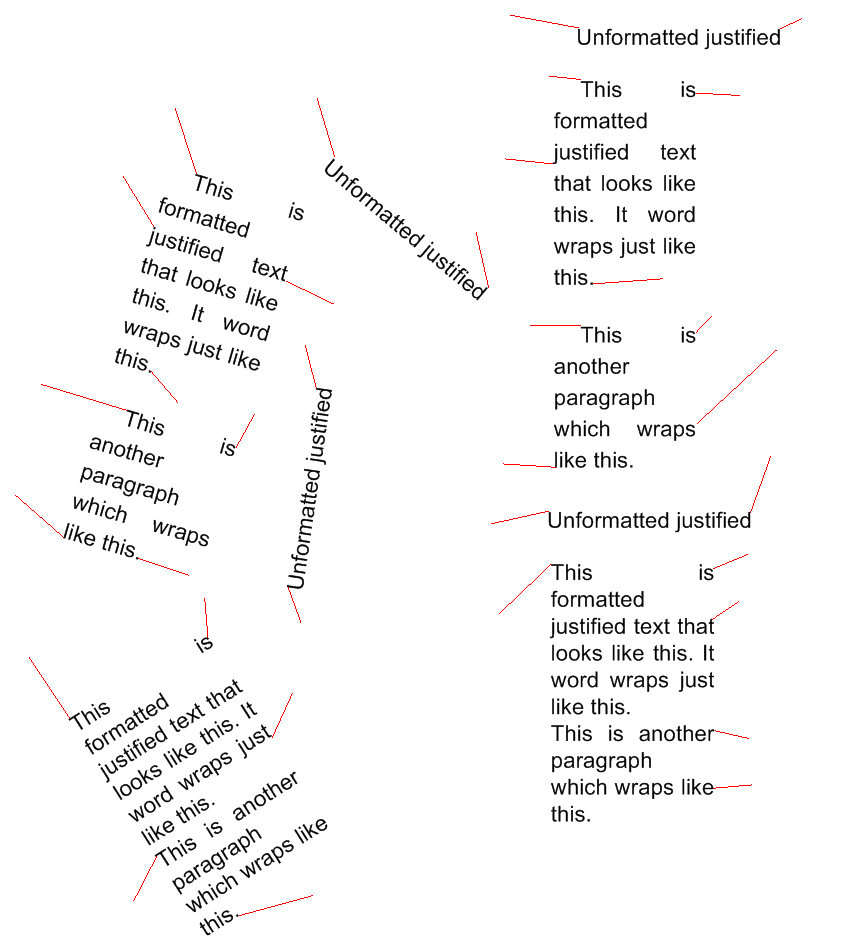 This is
formatted
justified text
that looks like
this. It word
wraps just like
this.
This is
another
paragraph
which wraps
like this.
Unformatted justified
Unformatted justified
This is
formatted
justified text that
looks like this. It
word wraps just
like this.
This is another
paragraph
which wraps like
this.
Unformatted justified
This is
formatted
justified text
that looks like
this. It word
wraps just like
this.
This is
another
paragraph
which wraps
like this.
Unformatted justified
This is
formatted
justified text that
looks like this. It
word wraps just
like this.
This is another
paragraph
which wraps like
this.